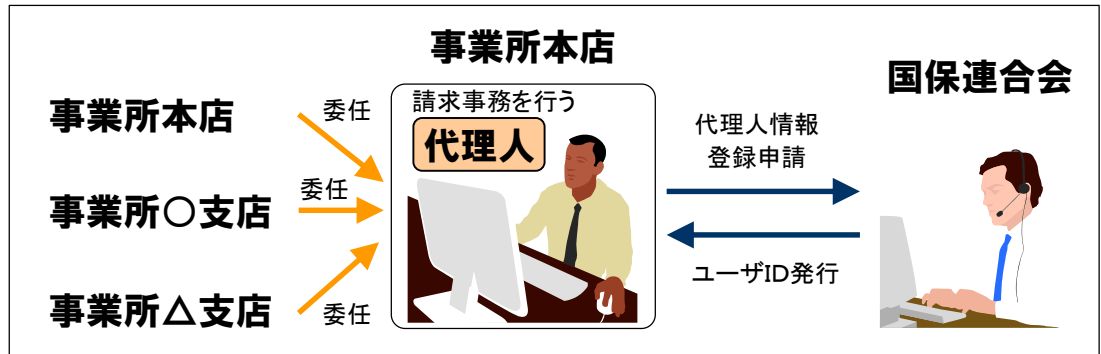 事業所本店
国保連合会
事業所本店
委任
請求事務を行う
代理人
代理人情報
登録申請
事業所○支店
委任
ユーザID発行
事業所△支店
委任